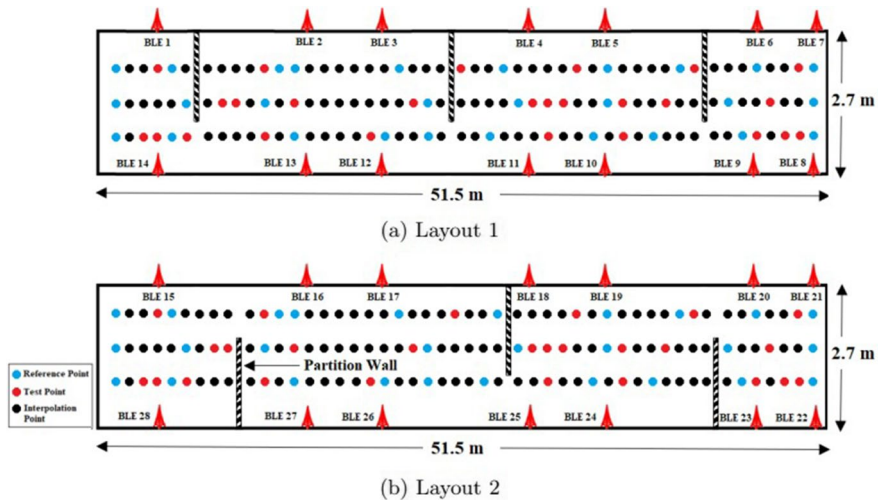 BLE 1 BLE 2 BLE 3 BLE 4 BLE 5 BLE 6 BLE 7
2.7 m
BLE 14 BLE 13 BLE 12 BLE 11 BLE 10 BLE 9 BLE 8
51.5 m
(a) Layout 1
BLE 15 BLE 16 BLE 17 BLE 18 BLE 19 BLE 20 BLE 21
2.7 m
Partition Wall
Reference Point
Test Point
Interpolation
Point
BLE 28 BLE 27 BLE 26 BLE 25 BLE 24 BLE 23 BLE 22
51.5 m
(b) Layout 2